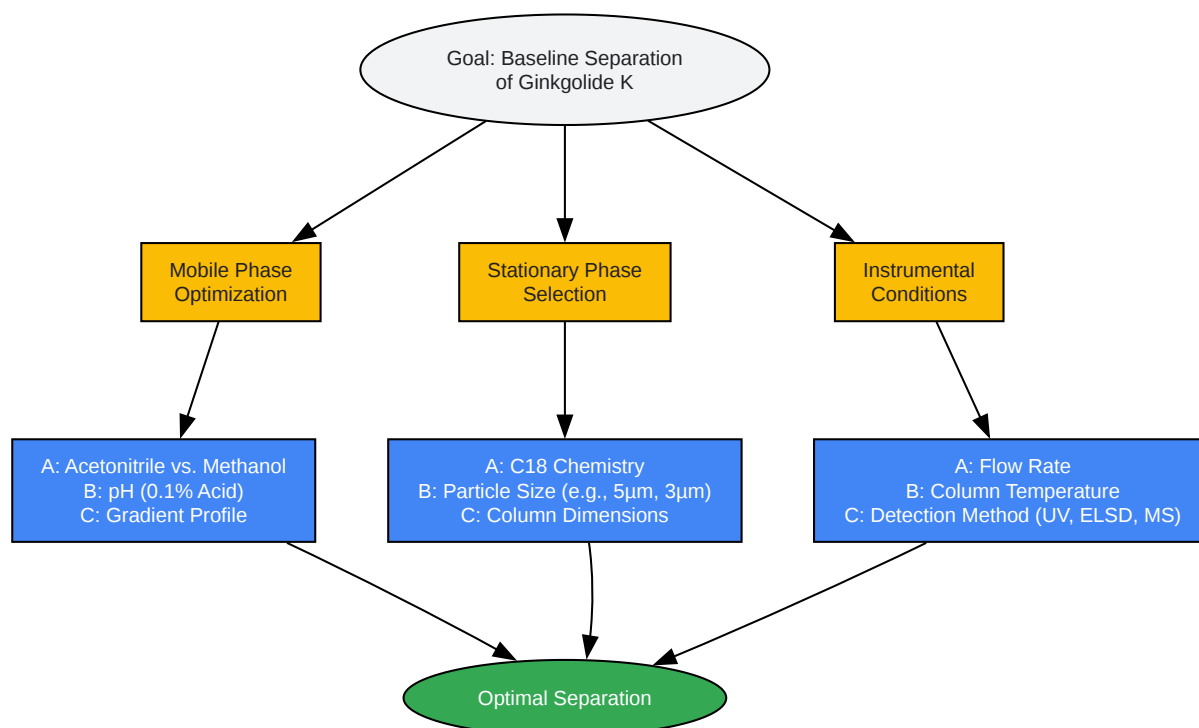 Goal: Baseline Separation
of Ginkgolide K
Mobile Phase
Optimization
Stationary Phase
Selection
Instrumental
Conditions
A: Acetonitrile vs. Methanol
B: pH (0.1% Acid)
C: Gradient Profile
A: C18 Chemistry
B: Particle Size (e.g., 5µm, 3µm)
C: Column Dimensions
A: Flow Rate
B: Column Temperature
C: Detection Method (UV, ELSD, MS)
Optimal Separation